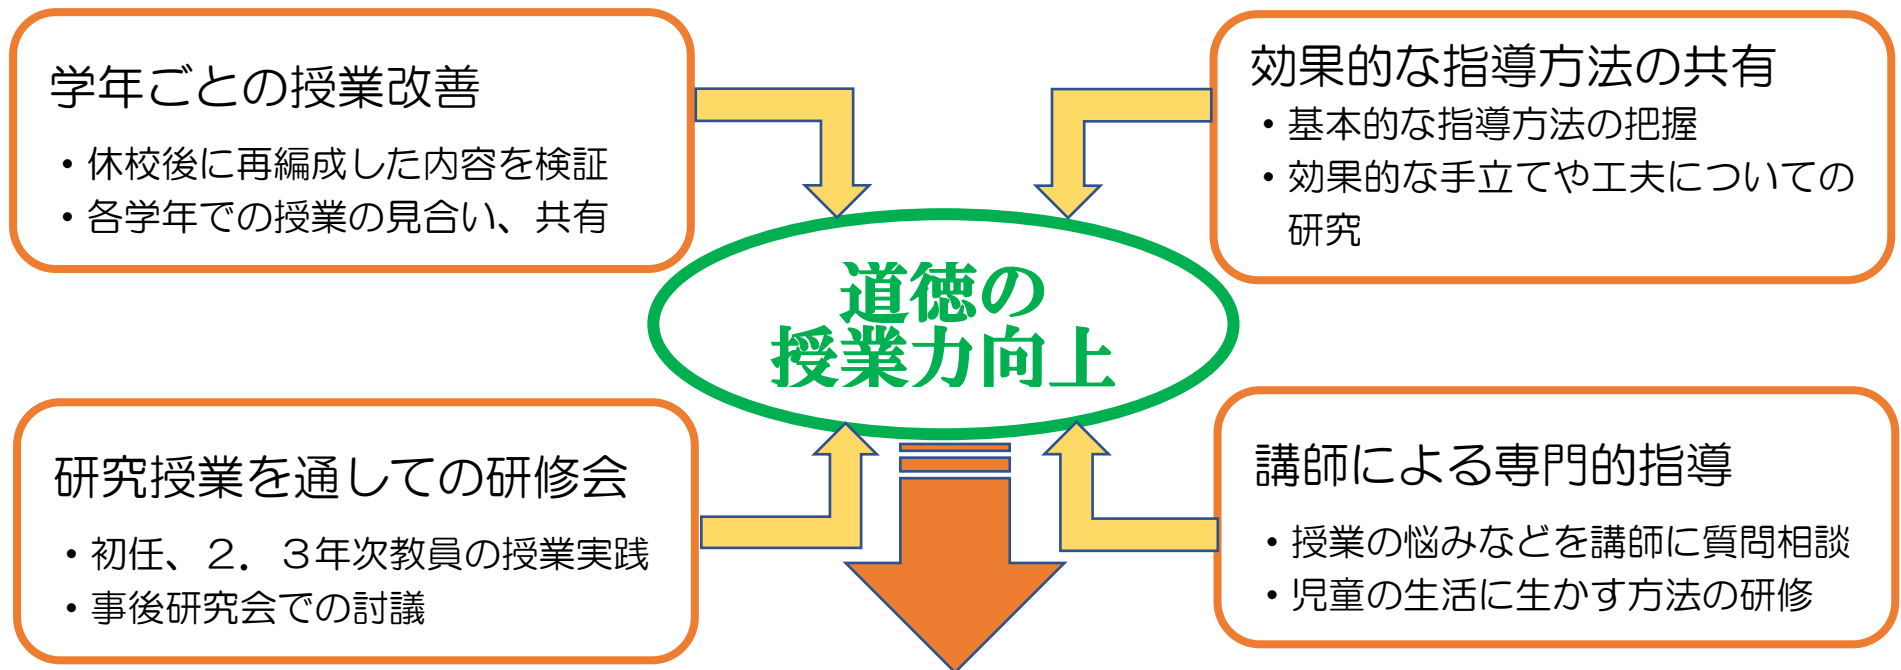 学年ごとの授業改善
・休校後に再編成した内容を検証
・各学年での授業の見合い、共有
効果的な指導方法の共有
・基本的な指導方法の把握
・効果的な手立てや工夫についての
研究
道徳の
授業力向上
研究授業を通しての研修会
・初任、２．３年次教員の授業実践
・事後研究会での討議
講師による専門的指導
・授業の悩みなどを講師に質問相談
・児童の生活に生かす方法の研修